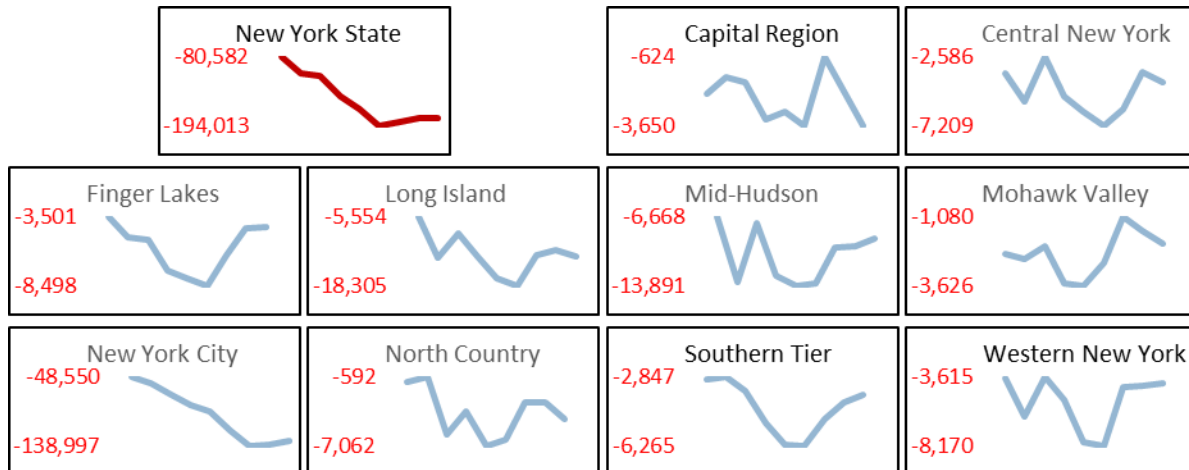 New York State
-80,582
-194,013
Capital Region
-624
-3,650
Central New York
-2,586
-7,209
Finger Lakes
-3,501
-8,498
Long Island
-5,554
-18,305
Mid-Hudson
-6,668
-13,891
Mohawk Valley
-1,080
-3,626
New York City
-48,550
-138,997
North Country
-592
-7,062
Southern Tier
-2,847
-6,265
Western New York
-3,615
-8,170